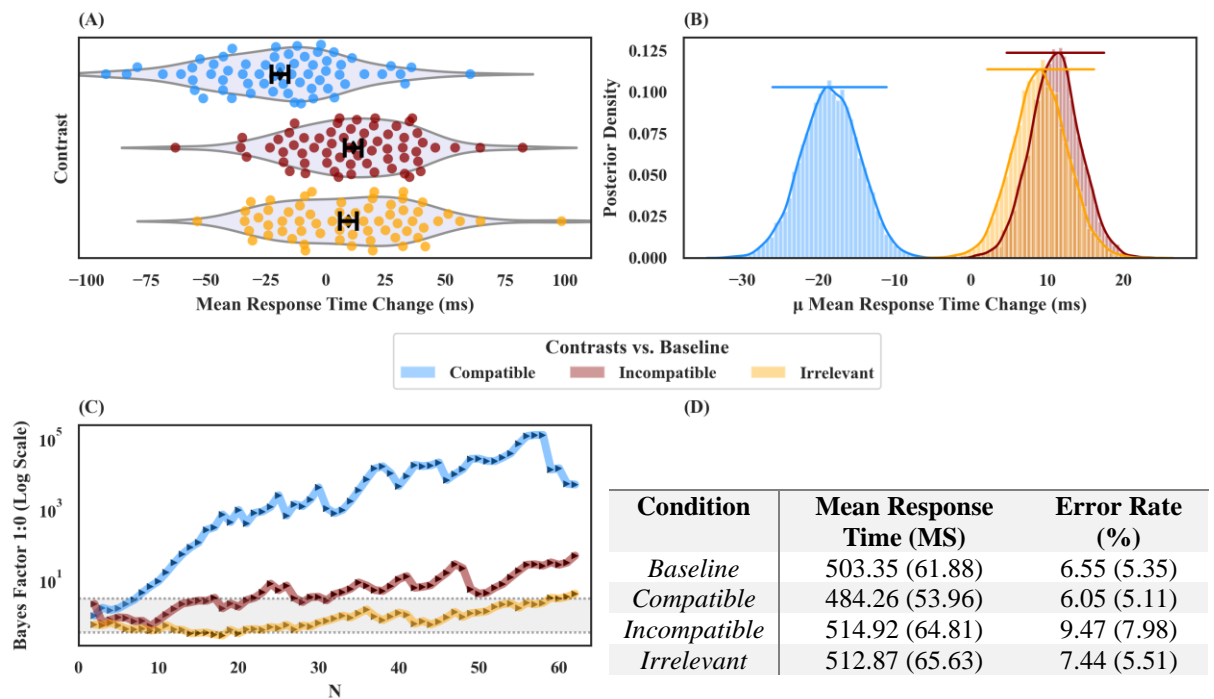 (A)
Contrast
−100 −75 −50 −25 0 25 50 75 100
Mean Response Time Change (ms)
(B)
Posterior Density
0.125
0.100
0.075
0.050
0.025
0.000
−30 −20 −10 0 10 20
μ Mean Response Time Change (ms)
Contrasts vs. Baseline
Compatible Incompatible Irrelevant
(C)
Bayes Factor 1:0 (Log Scale)
10^5
10^3
10^1
0 10 20 30 40 50 60
N
(D)
Condition Mean Response Error Rate
Time (MS) (%)
Baseline 503.35 (61.88) 6.55 (5.35)
Compatible 484.26 (53.96) 6.05 (5.11)
Incompatible 514.92 (64.81) 9.47 (7.98)
Irrelevant 512.87 (65.63) 7.44 (5.51)